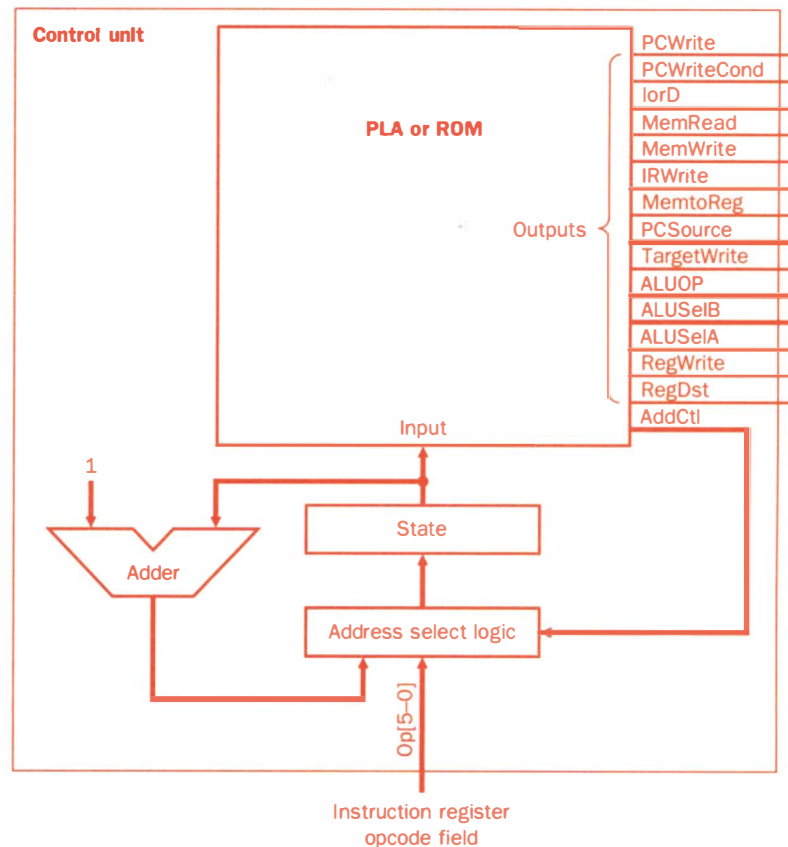 Control unit
PLA or ROM
Outputs
PCWrite
PCWriteCond
IorD
MemRead
MemWrite
IRWrite
MemtoReg
PCSource
TargetWrite
ALUOP
ALUSelB
ALUSelA
RegWrite
RegDst
AddCtl
Input
1
State
Adder
Address select logic
Op[5–0]
Instruction register
opcode field